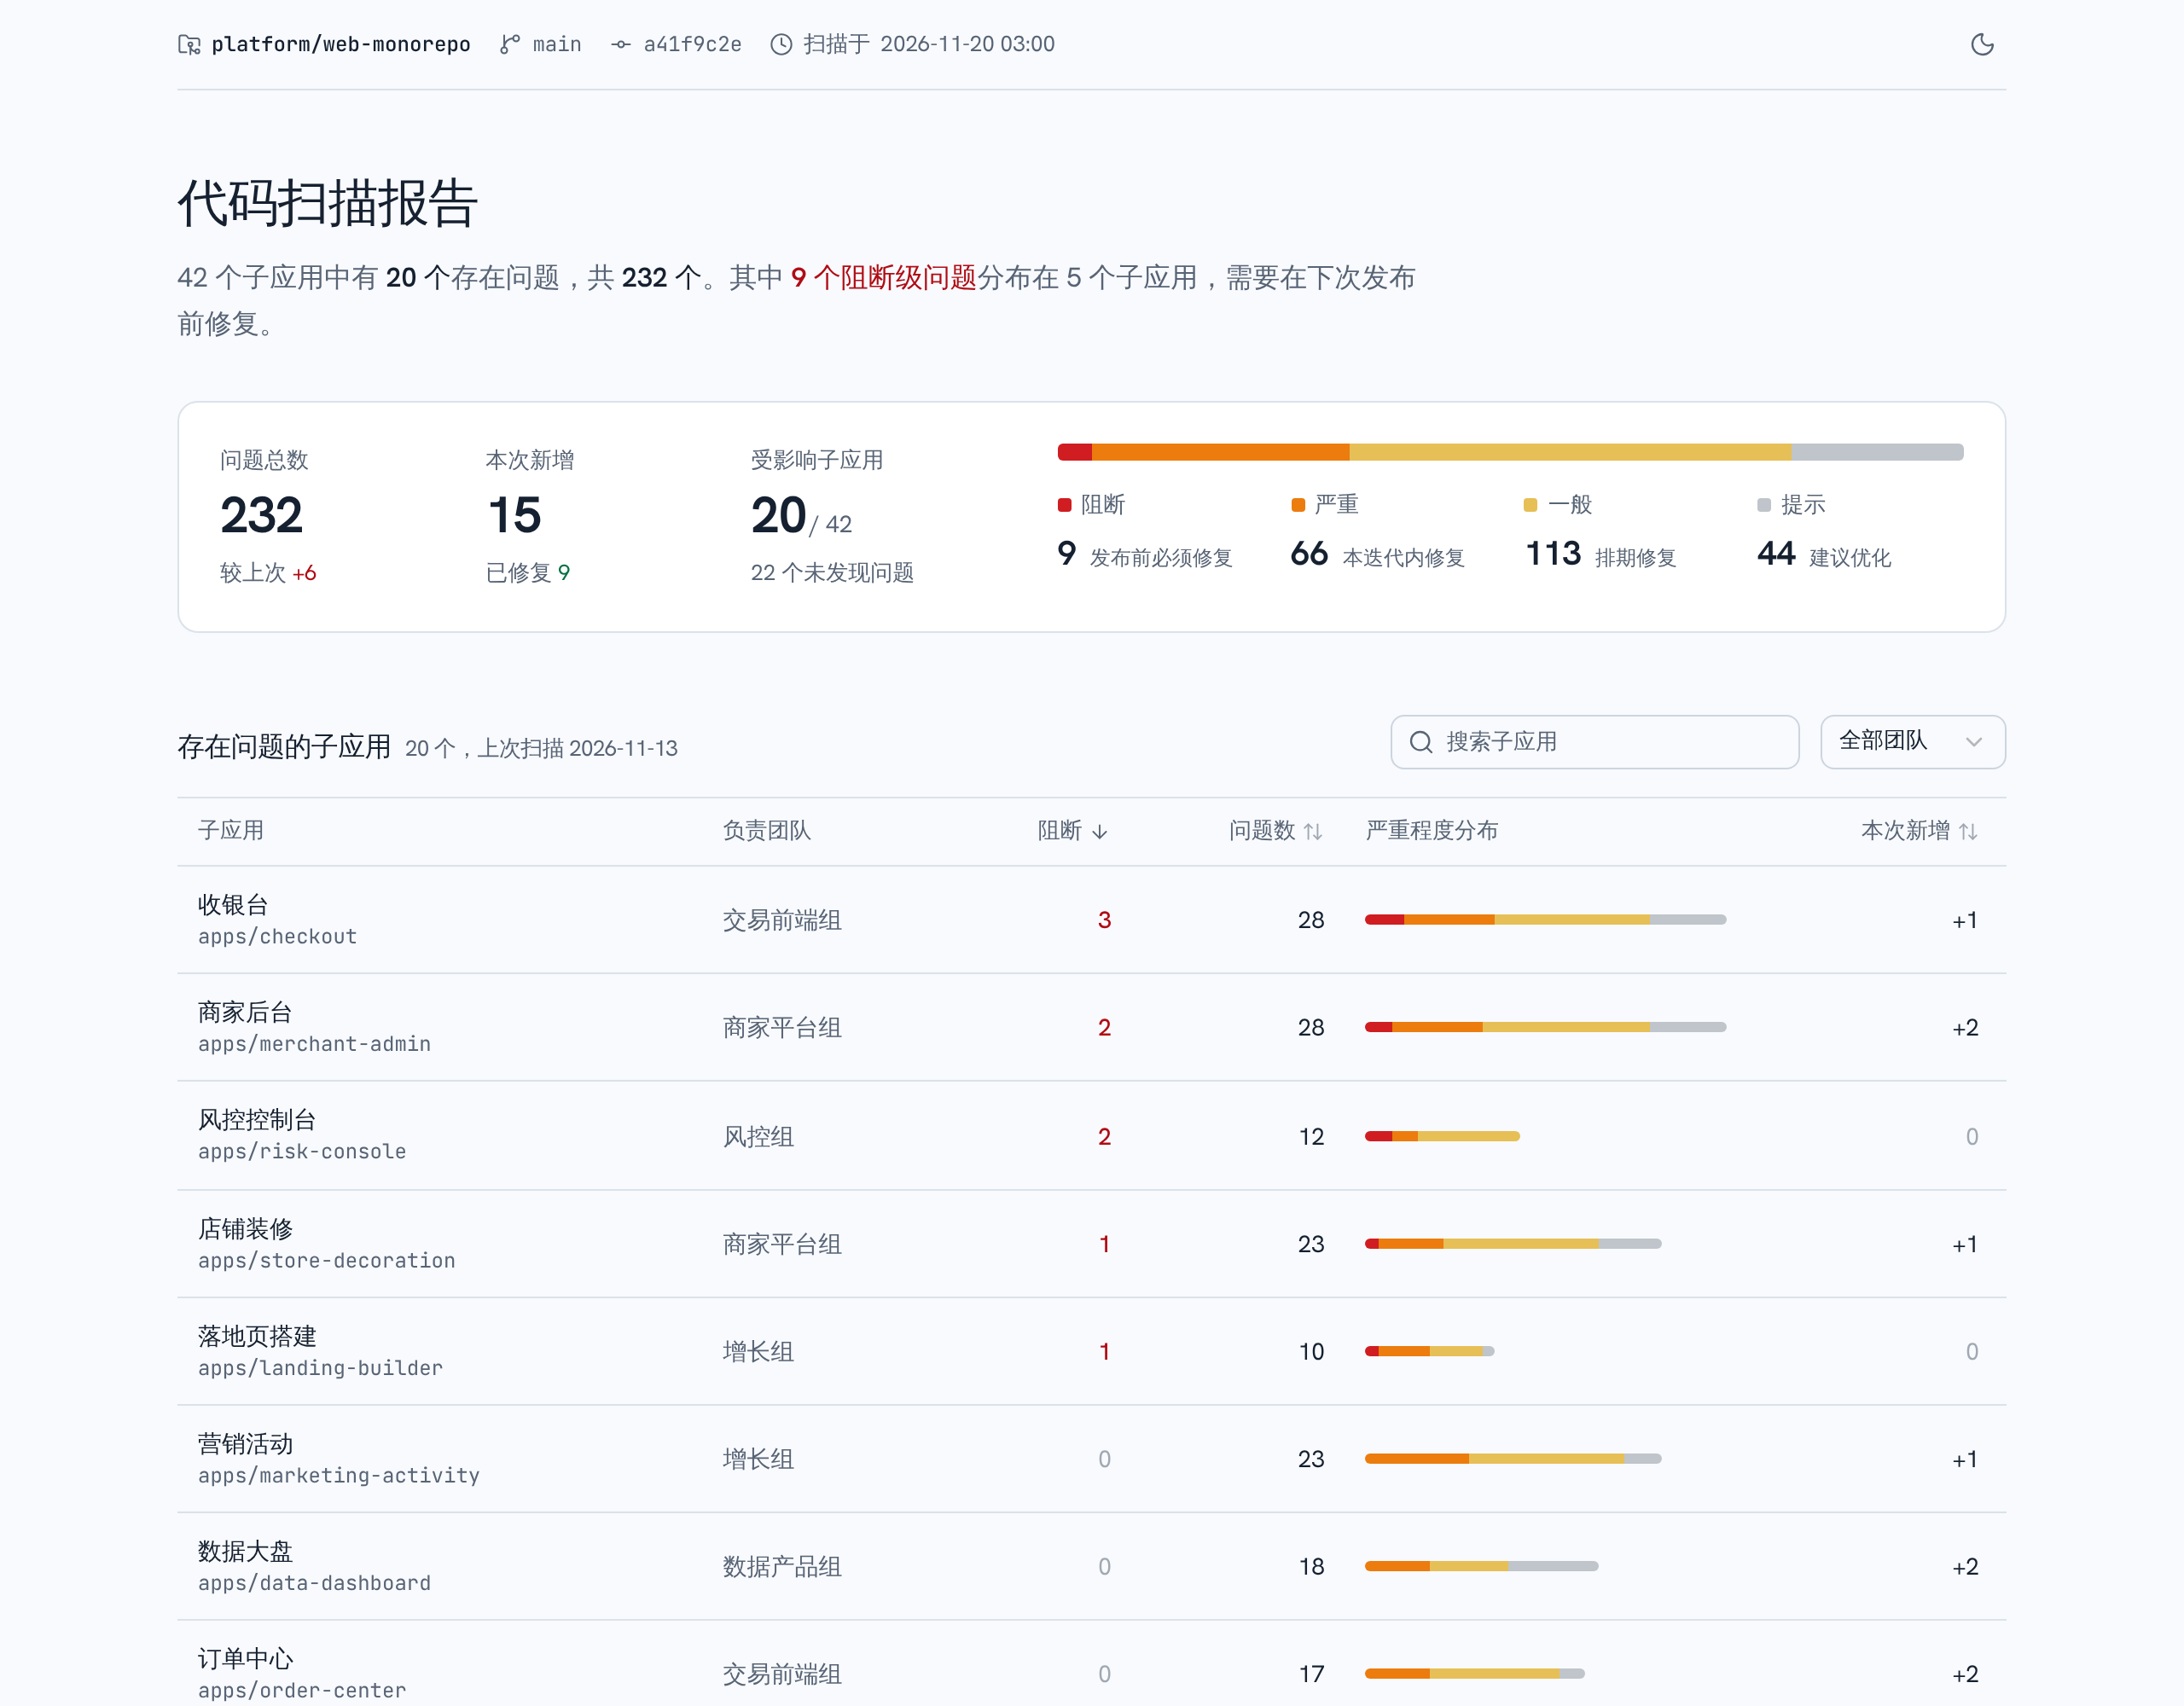 platform/web-monorepo main a41f9c2e 扫描于 2026-11-20 03:00
代码扫描报告
42 个子应用中有 20 个存在问题，共 232 个。其中 9 个阻断级问题分布在 5 个子应用，需要在下次发布
前修复。
问题总数
232
较上次 +6
本次新增
15
已修复 9
受影响子应用
20 / 42
22 个未发现问题
阻断
9 发布前必须修复
严重
66 本迭代内修复
一般
113 排期修复
提示
44 建议优化
存在问题的子应用 20 个，上次扫描 2026-11-13
搜索子应用
全部团队
子应用 负责团队 阻断 问题数 严重程度分布 本次新增
收银台
apps/checkout
交易前端组 3 28 +1
商家后台
apps/merchant-admin
商家平台组 2 28 +2
风控控制台
apps/risk-console
风控组 2 12 0
店铺装修
apps/store-decoration
商家平台组 1 23 +1
落地页搭建
apps/landing-builder
增长组 1 10 0
营销活动
apps/marketing-activity
增长组 0 23 +1
数据大盘
apps/data-dashboard
数据产品组 0 18 +2
订单中心
apps/order-center
交易前端组 0 17 +2